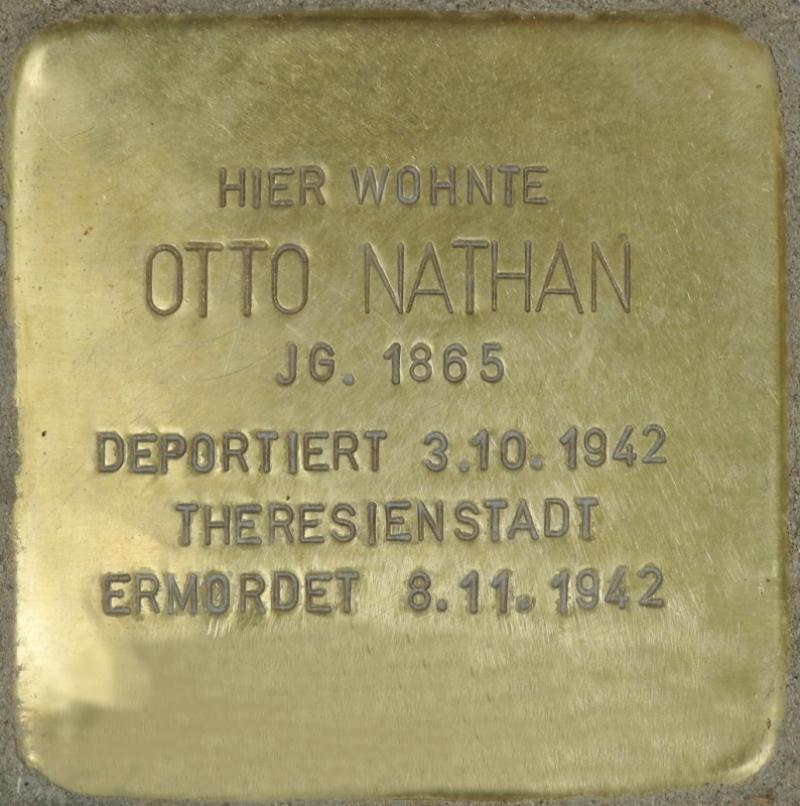 HIER WOHNTE
OTTO NATHAN
JG. 1865
DEPORTIERT 3.10.1942
THERESIENSTADT
ERMORDET 8.11.1942